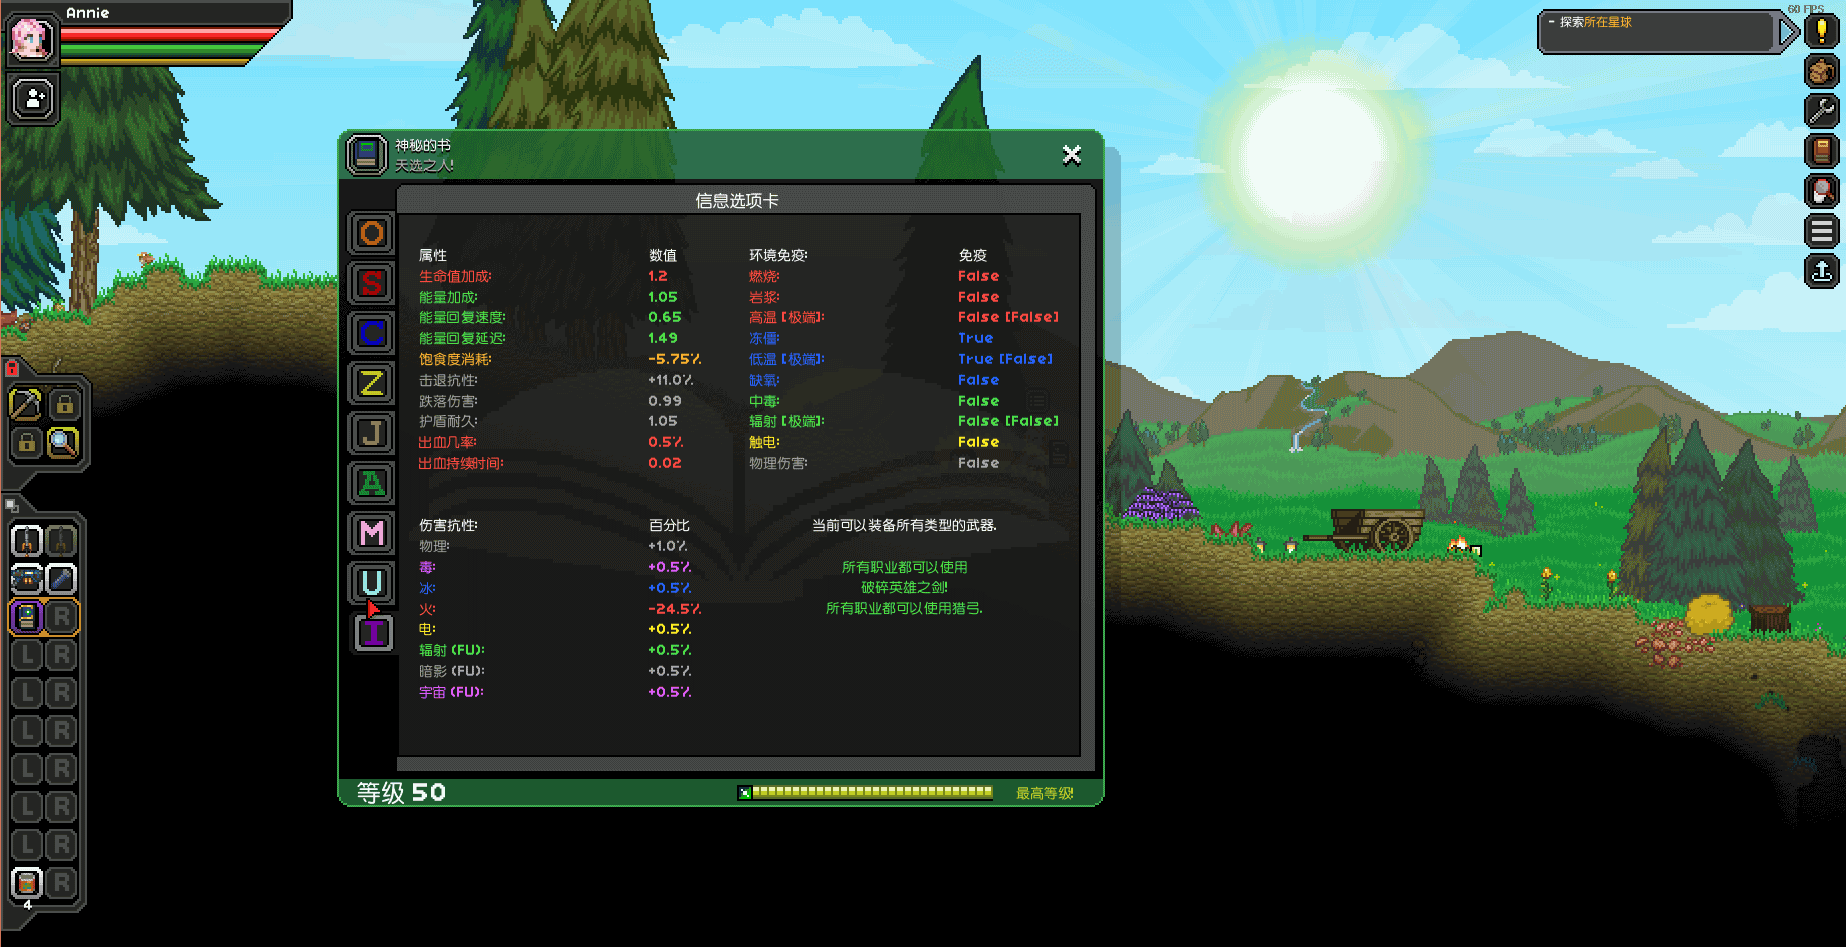 Annie
60 FPS
- 探索所在星球
神秘的书
天选之人!
信息选项卡
O
S
C
Z
J
A
M
U
I
属性 数值 环境免疫: 免疫
生命值加成: 1.2 燃烧: False
能量加成: 1.05 岩浆: False
能量回复速度: 0.65 高温 [极端]: False [False]
能量回复延迟: 1.49 冻僵: True
饱食度消耗: -5.75% 低温 [极端]: True [False]
击退抗性: +11.0% 缺氧: False
跌落伤害: 0.99 中毒: False
护盾耐久: 1.05 辐射 [极端]: False [False]
出血几率: 0.5% 触电: False
出血持续时间: 0.02 物理伤害: False
伤害抗性: 百分比 当前可以装备所有类型的武器.
物理: +1.0%
毒: +0.5% 所有职业都可以使用
冰: +0.5% 破碎英雄之剑!
火: -24.5% 所有职业都可以使用猎弓.
电: +0.5%
辐射 (FU): +0.5%
暗影 (FU): +0.5%
宇宙 (FU): +0.5%
等级 50 最高等级!
R
L R
L R
L R
L R
L R
L R
R
4